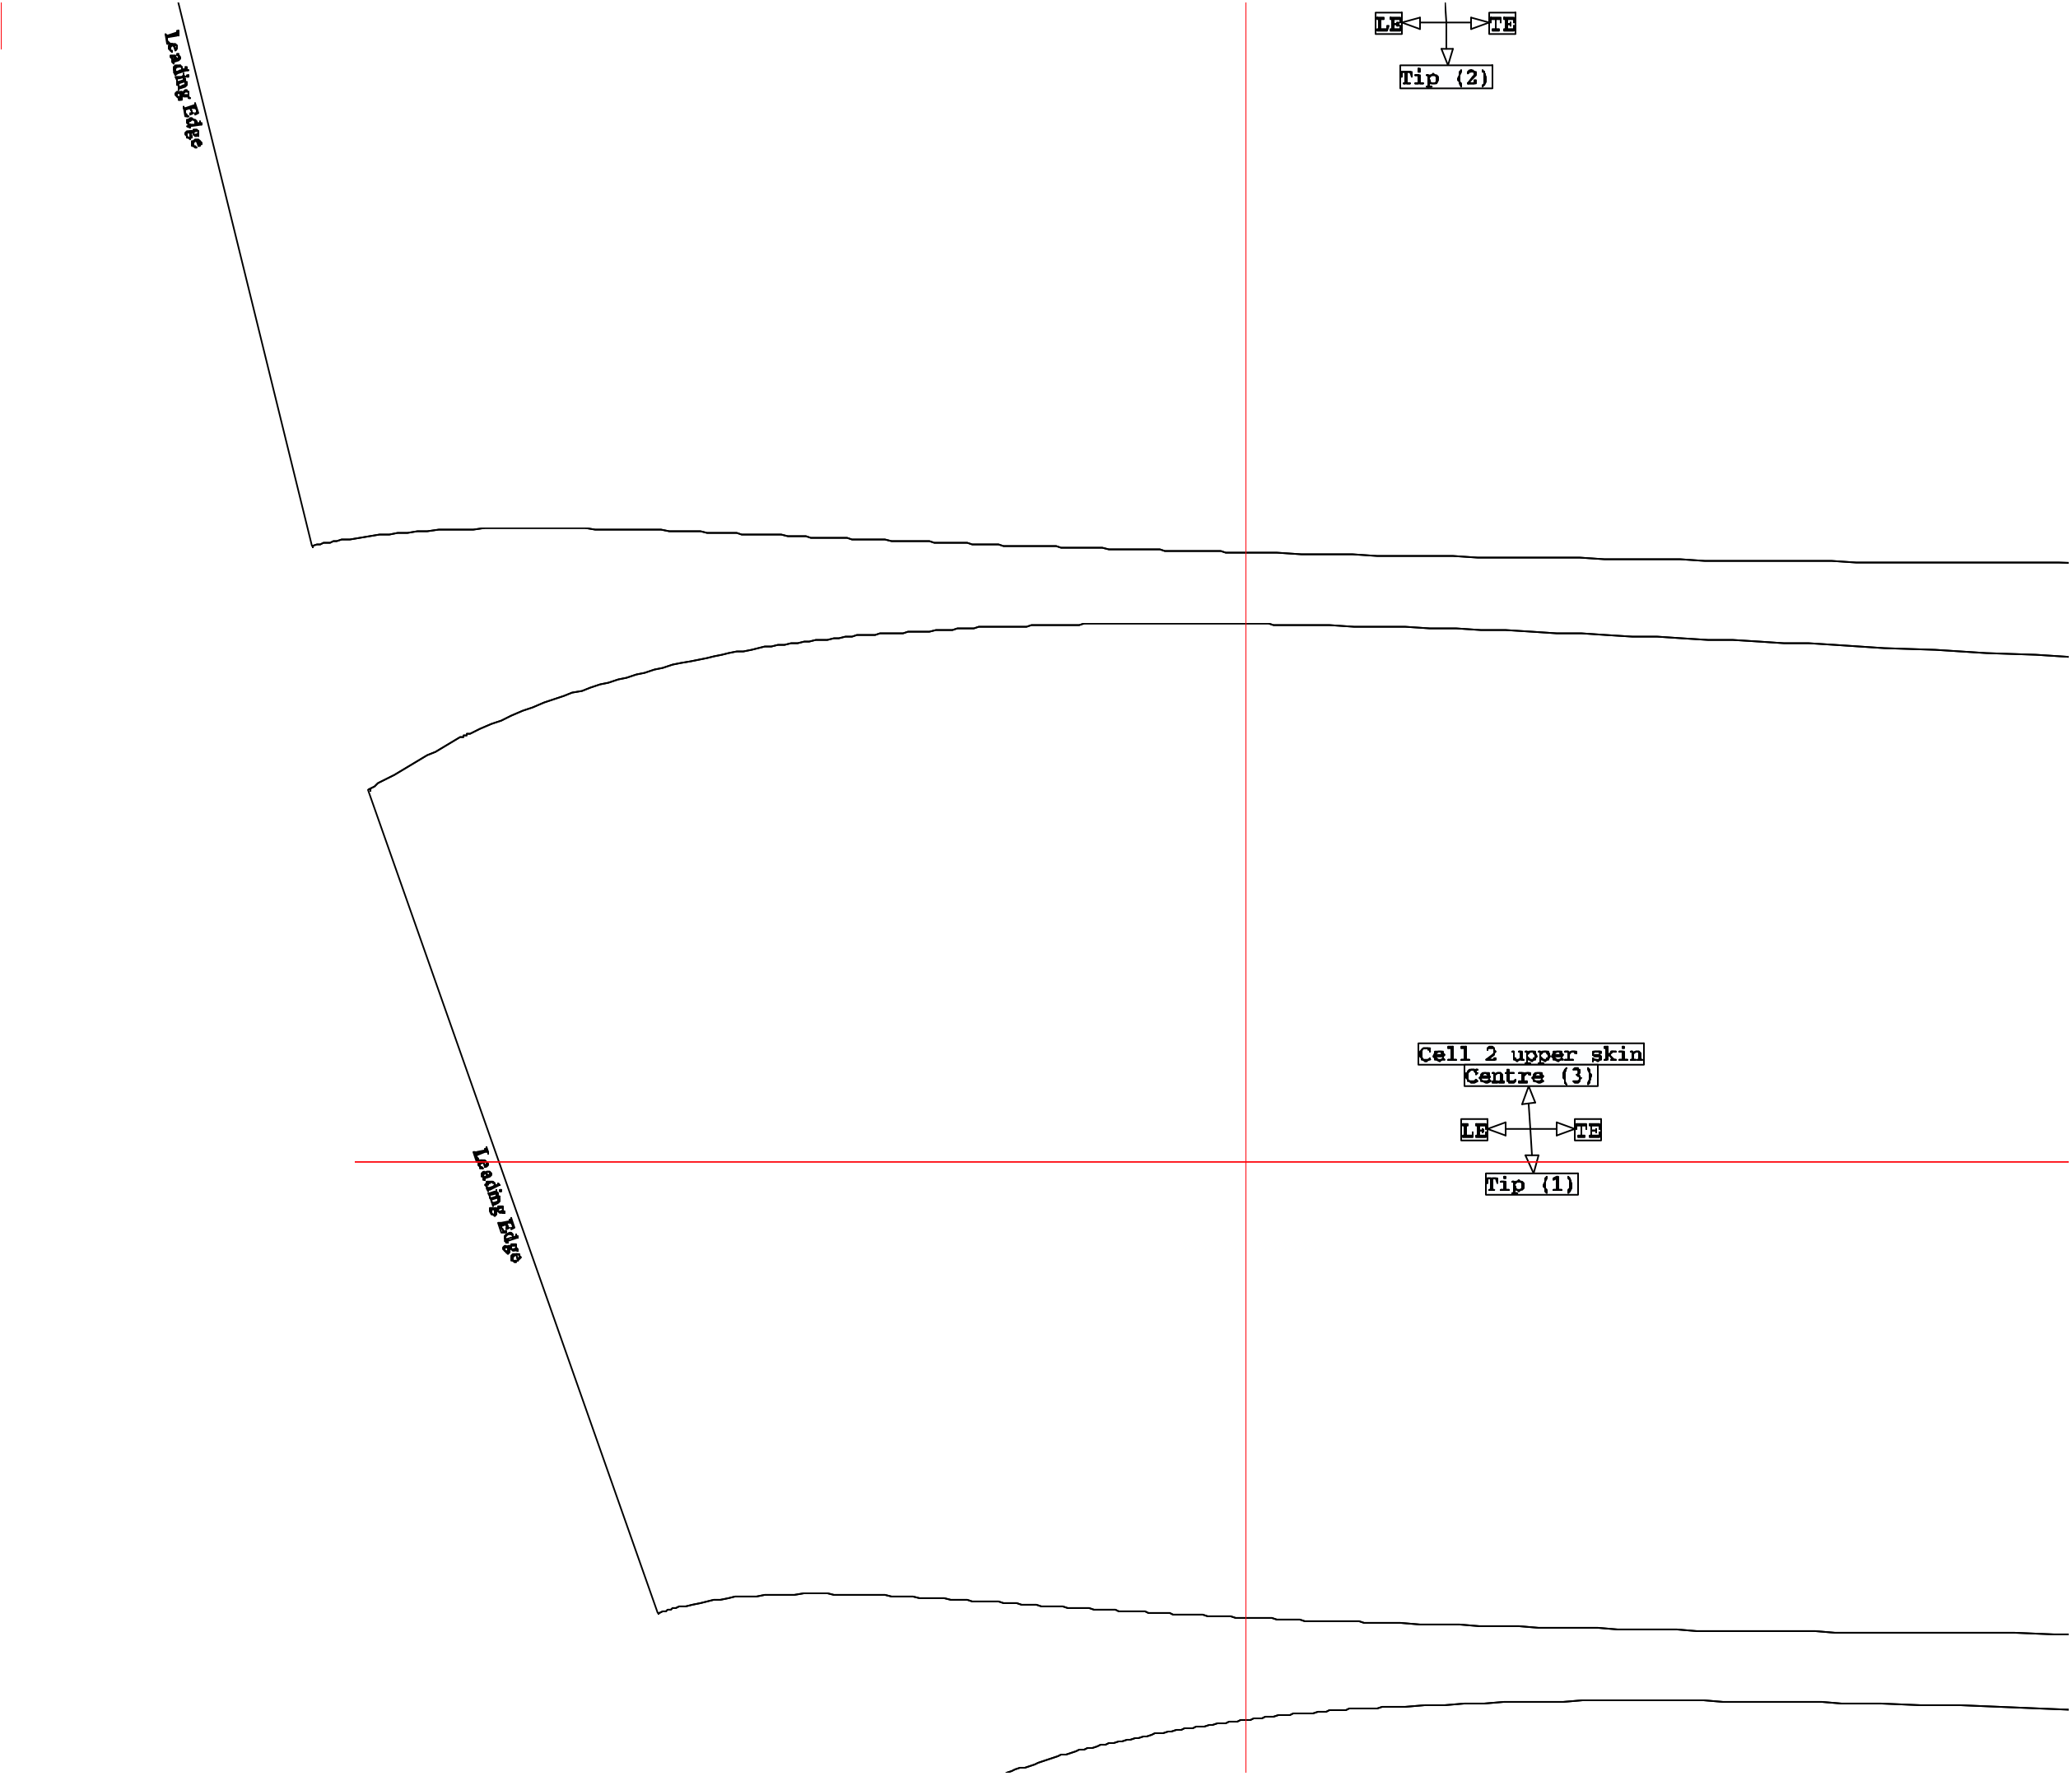 Leading Edge
LE TE
Tip (2)
Cell 2 upper skin
Centre (3)
LE TE
Tip (1)
Leading Edge